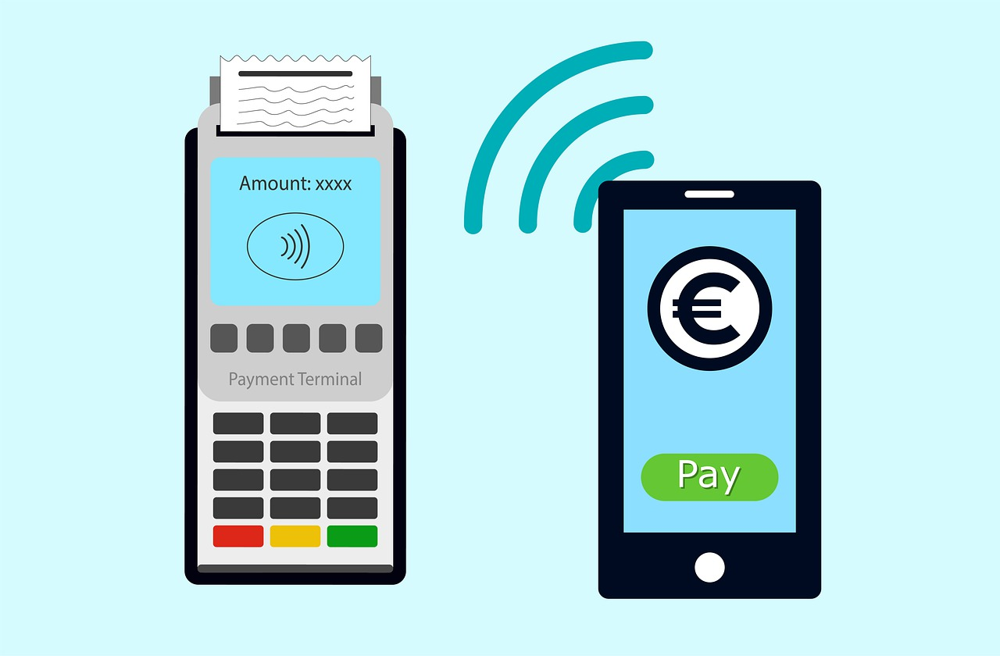 Amount: xxxx
Payment Terminal
€
Pay